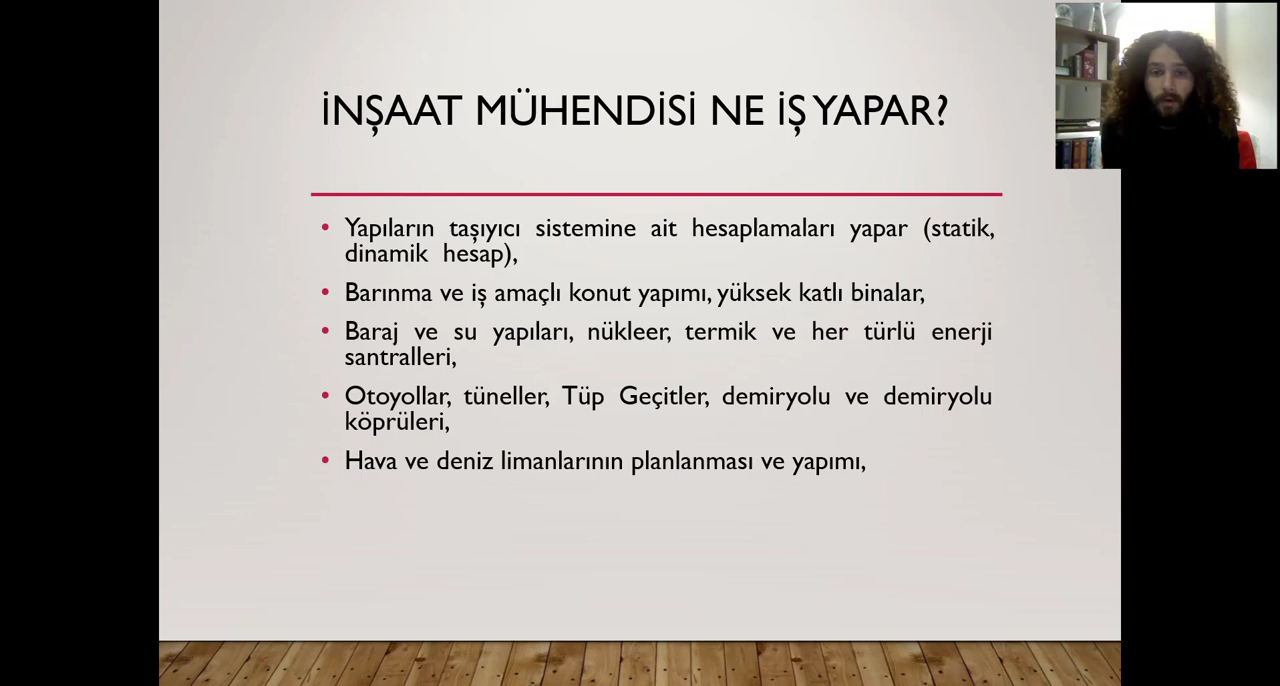 İNŞAAT MÜHENDİSİ NE İŞ YAPAR?
• Yapıların taşıyıcı sistemine ait hesaplamaları yapar (statik,
dinamik hesap),
• Barınma ve iş amaçlı konut yapımı, yüksek katlı binalar,
• Baraj ve su yapıları, nükleer, termik ve her türlü enerji
santralleri,
• Otoyollar, tüneller, Tüp Geçitler, demiryolu ve demiryolu
köprüleri,
• Hava ve deniz limanlarının planlanması ve yapımı,